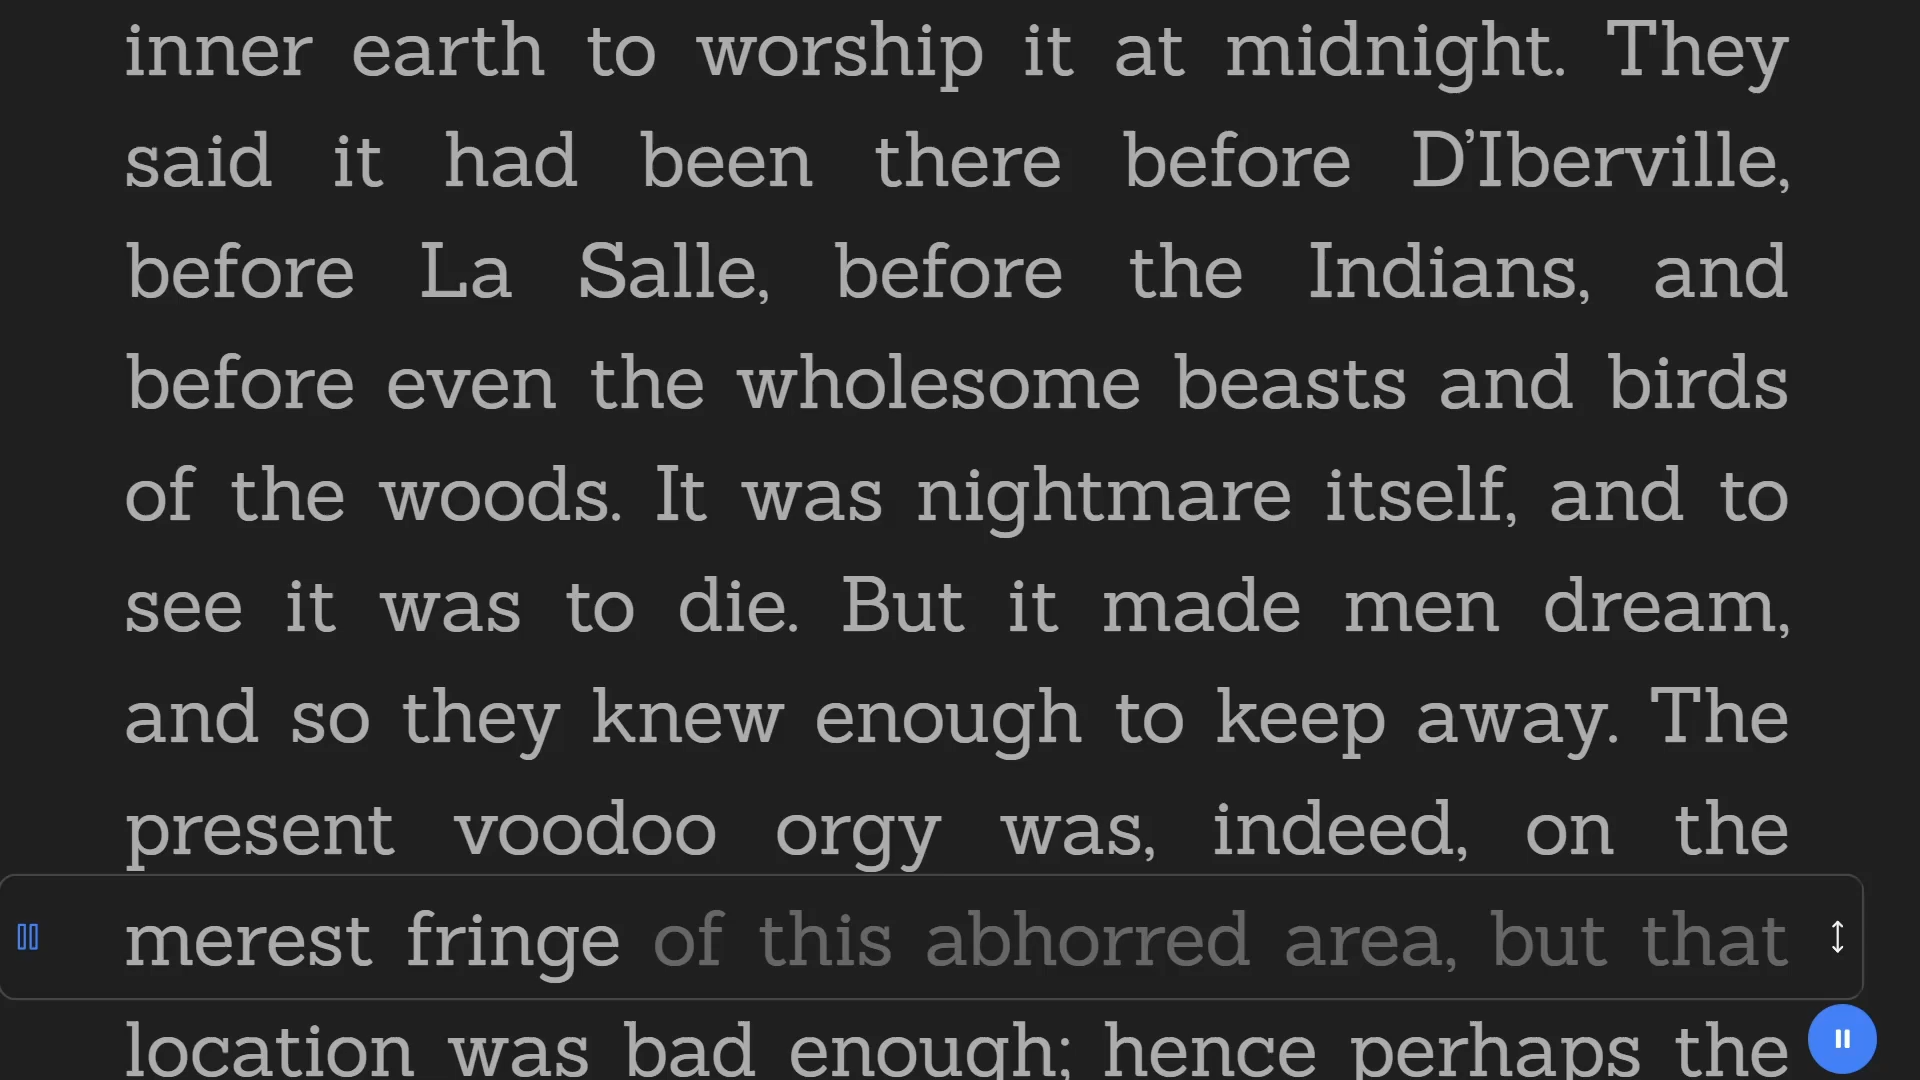 inner earth to worship it at midnight. They
said it had been there before D’Iberville,
before La Salle, before the Indians, and
before even the wholesome beasts and birds
of the woods. It was nightmare itself, and to
see it was to die. But it made men dream,
and so they knew enough to keep away. The
present voodoo orgy was, indeed, on the
merest fringe of this abhorred area, but that
location was bad enough; hence perhaps the